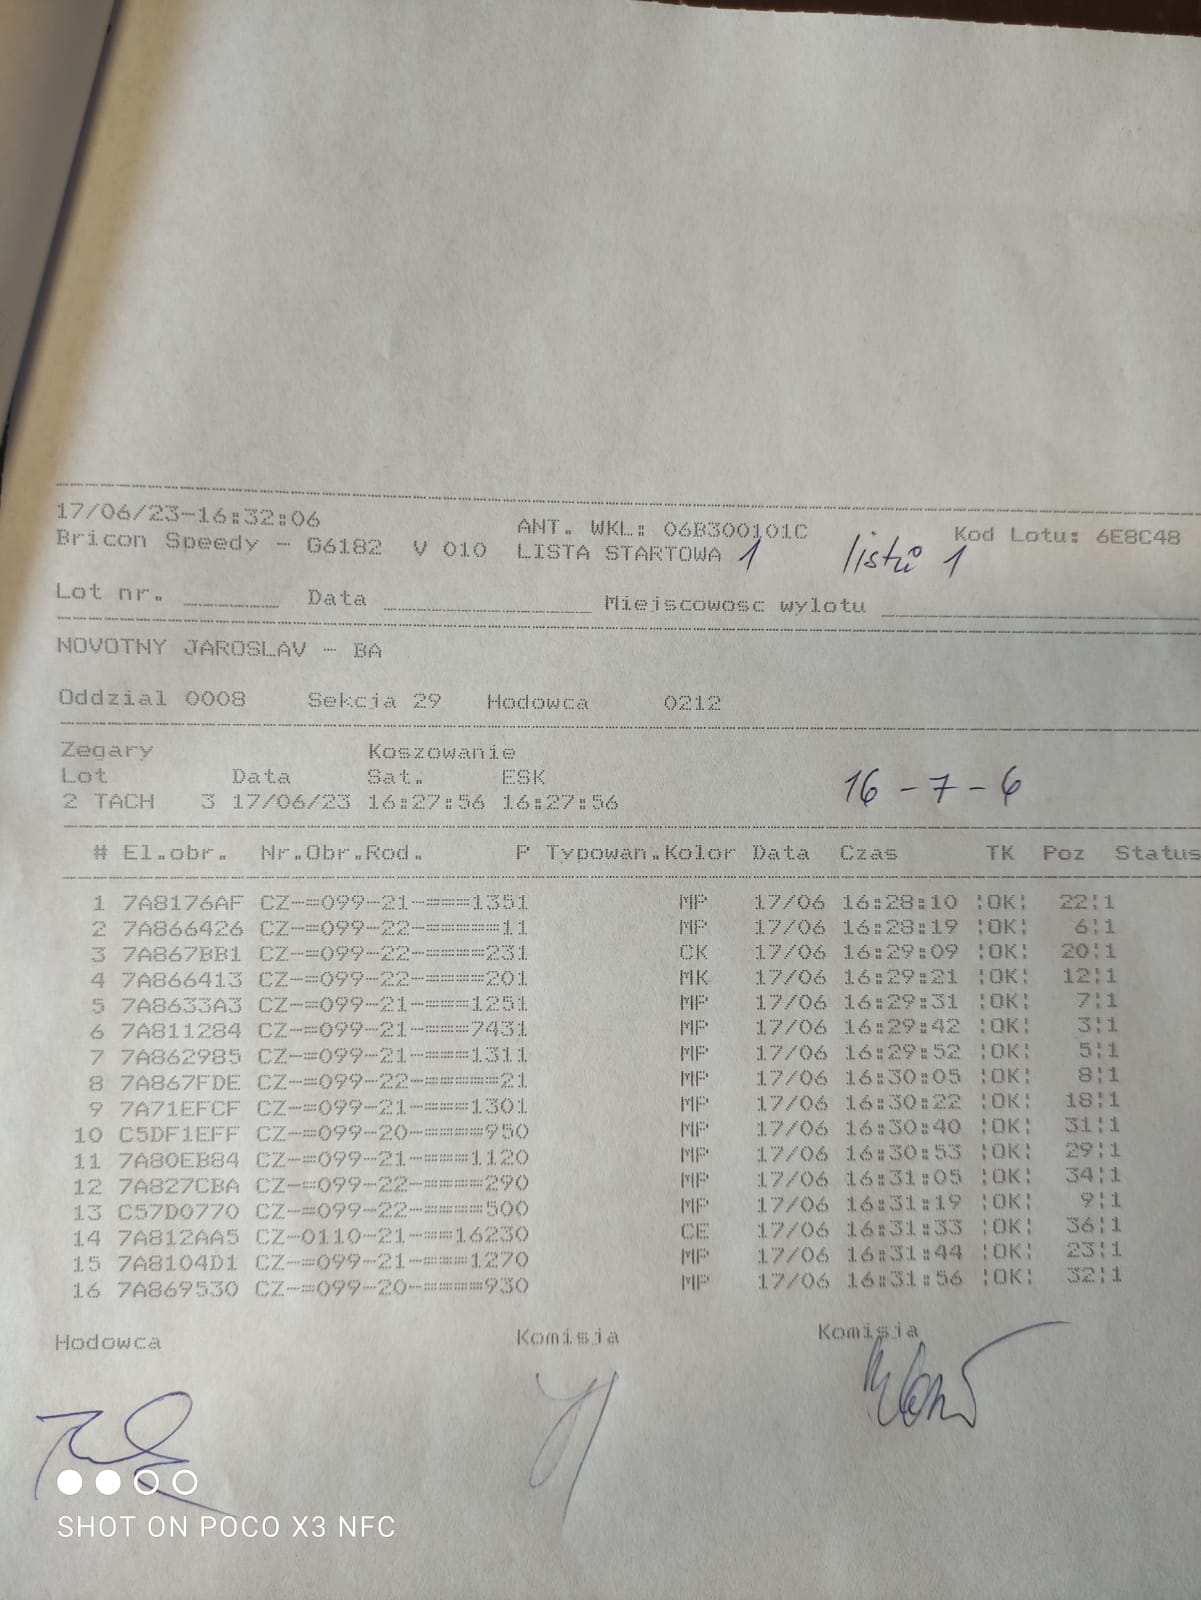 17/06/23-16:32:06 ANT. WKL: 06B300101C Kod Lotu: 6E8C48
Bricon Speedy - G6182 V 010 LISTA STARTOWA 1 listů 1
Lot nr. ________ Data ________________ Miejscowosc wylotu
NOVOTNY JAROSLAV - BA
Oddzial 0008 Sekcja 29 Hodowca 0212
Zegary Koszowanie
Lot Data Sat. ESK
2 TACH 3 17/06/23 16:27:56 16:27:56 16-7-6
# El.obr. Nr.Obr.Rod. P Typowan.Kolor Data Czas TK Poz Status
1 7A8176AF CZ-=099-21-===1351 MP 17/06 16:28:10 ¦OK¦ 22¦1
2 7A866426 CZ-=099-22-=====11 MP 17/06 16:28:19 ¦OK¦ 6¦1
3 7A867BB1 CZ-=099-22-====231 CK 17/06 16:29:09 ¦OK¦ 20¦1
4 7A866413 CZ-=099-22-====201 MK 17/06 16:29:21 ¦OK¦ 12¦1
5 7A8633A3 CZ-=099-21-===1251 MP 17/06 16:29:31 ¦OK¦ 7¦1
6 7A811284 CZ-=099-21-===7431 MP 17/06 16:29:42 ¦OK¦ 3¦1
7 7A862985 CZ-=099-21-===1311 MP 17/06 16:29:52 ¦OK¦ 5¦1
8 7A867FDE CZ-=099-22-=====21 MP 17/06 16:30:05 ¦OK¦ 8¦1
9 7A71EFCF CZ-=099-21-===1301 MP 17/06 16:30:22 ¦OK¦ 18¦1
10 C5DF1EFF CZ-=099-20-====950 MP 17/06 16:30:40 ¦OK¦ 31¦1
11 7A80EB84 CZ-=099-21-===1120 MP 17/06 16:30:53 ¦OK¦ 29¦1
12 7A827CBA CZ-=099-22-====290 MP 17/06 16:31:05 ¦OK¦ 34¦1
13 C57D0770 CZ-=099-22-====500 MP 17/06 16:31:19 ¦OK¦ 9¦1
14 7A812AA5 CZ-0110-21-==16230 CE 17/06 16:31:33 ¦OK¦ 36¦1
15 7A8104D1 CZ-=099-21-===1270 MP 17/06 16:31:44 ¦OK¦ 23¦1
16 7A869530 CZ-=099-20-====930 MP 17/06 16:31:56 ¦OK¦ 32¦1
Hodowca Komisja Komisja
SHOT ON POCO X3 NFC